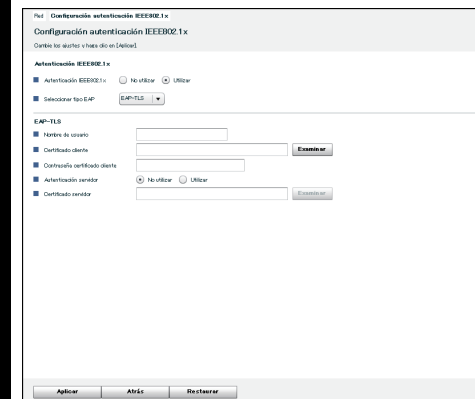 Red Configuración autenticación IEEE802.1x
Configuración autenticación IEEE802.1x
Cambie los ajustes y haga clic en [Aplicar].
Autenticación IEEE802.1x
Autenticación IEEE802.1x No utilizar Utilizar
Seleccionar tipo EAP EAP-TLS
EAP-TLS
Nombre de usuario
Certificado cliente Examinar
Contraseña certificado cliente
Autenticación servidor No utilizar Utilizar
Certificado servidor Examinar
Aplicar Atrás Restaurar